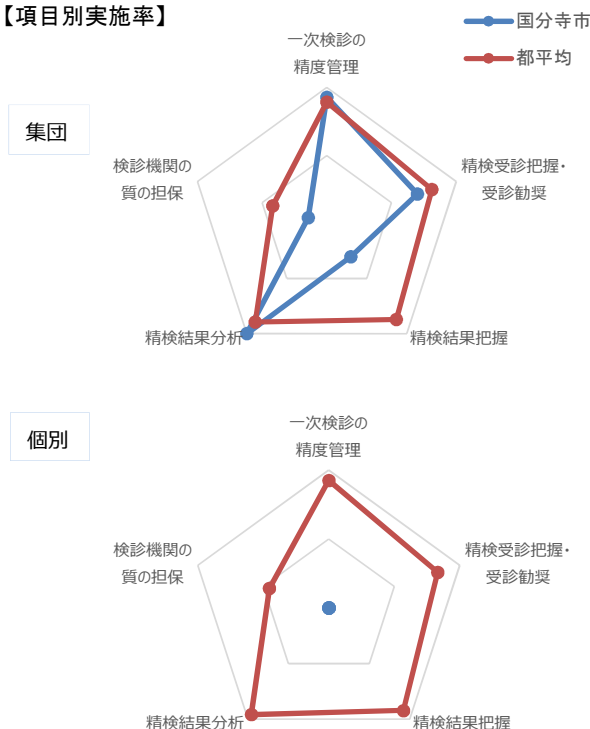 【項目別実施率】
国分寺市
都平均
集団
一次検診の
精度管理
精検受診把握・
受診勧奨
精検結果把握
精検結果分析
検診機関の
質の担保
個別
一次検診の
精度管理
精検受診把握・
受診勧奨
精検結果把握
精検結果分析
検診機関の
質の担保